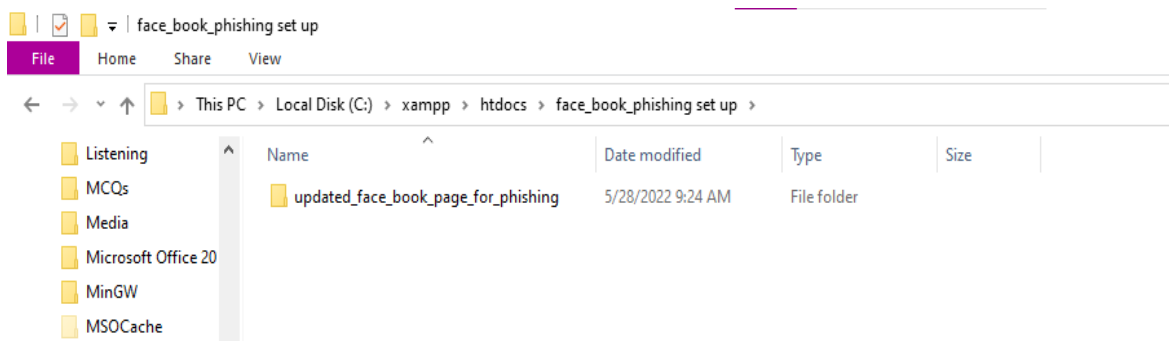 face_book_phishing set up
File Home Share View
This PC > Local Disk (C:) > xampp > htdocs > face_book_phishing set up >
Listening
MCQs
Media
Microsoft Office 20
MinGW
MSOCache
Name Date modified Type Size
updated_face_book_page_for_phishing 5/28/2022 9:24 AM File folder